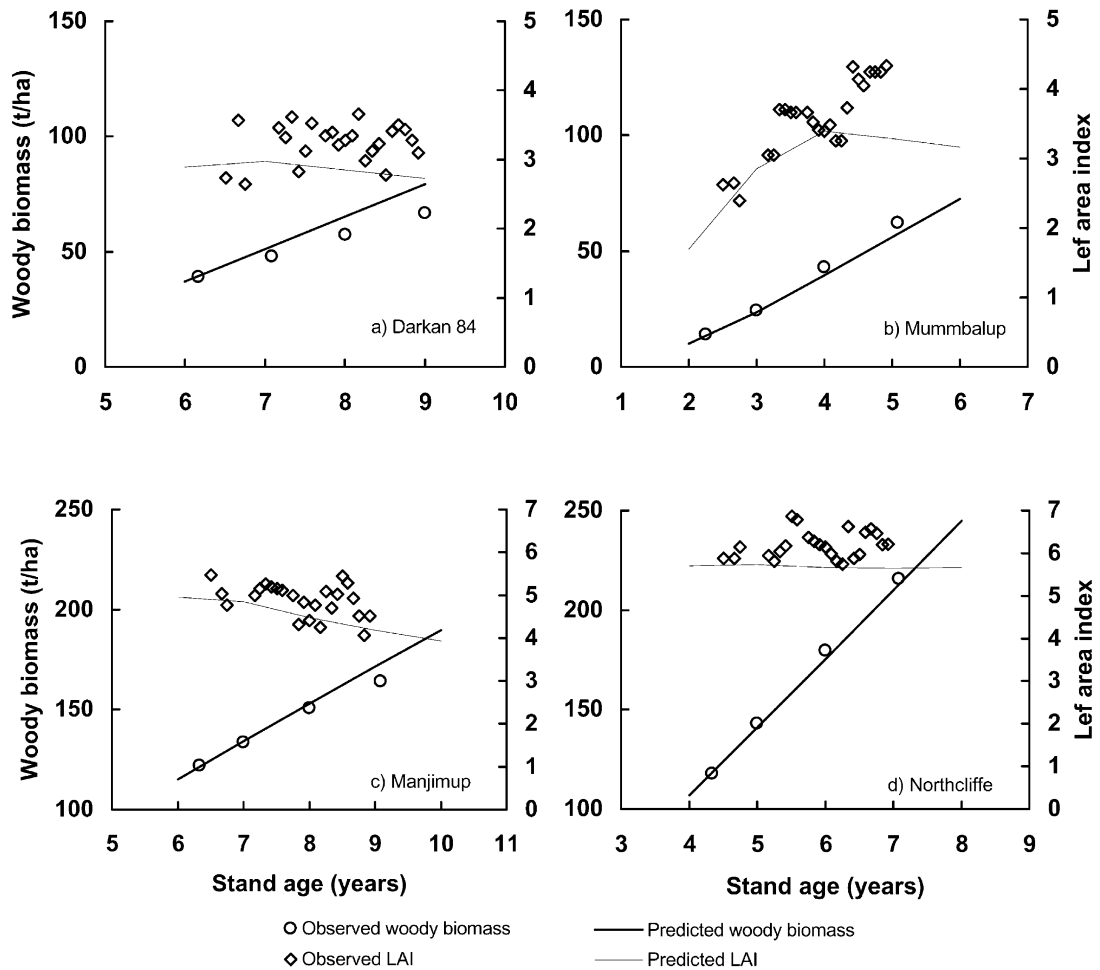 150
100
50
0
Woody biomass (t/ha)
5
4
3
2
1
0
a) Darkan 84
5 6 7 8 9 10
150
100
50
0
5
4
3
2
1
0
Lef area index
b) Mummbalup
1 2 3 4 5 6 7
250
200
150
100
Woody biomass (t/ha)
7
6
5
4
3
2
1
0
c) Manjimup
5 6 7 8 9 10 11
Stand age (years)
250
200
150
100
7
6
5
4
3
2
1
0
Lef area index
d) Northcliffe
3 4 5 6 7 8 9
Stand age (years)
Observed woody biomass
Predicted woody biomass
Observed LAI
Predicted LAI